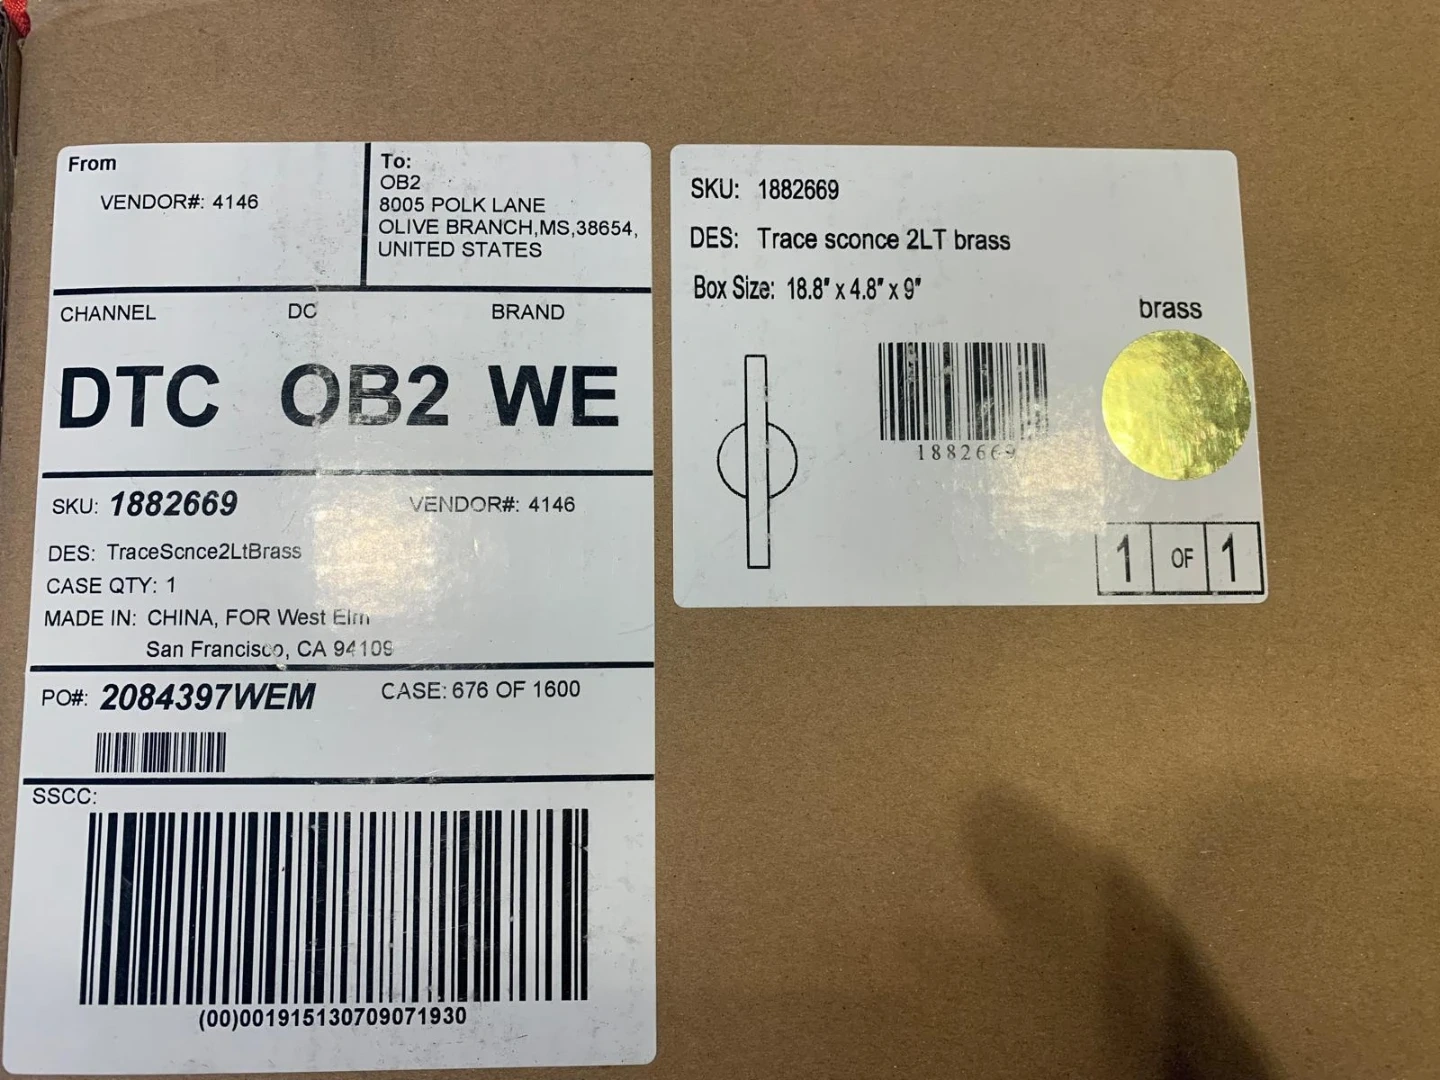 From
VENDOR#: 4146
To:
OB2
8005 POLK LANE
OLIVE BRANCH,MS,38654,
UNITED STATES
CHANNEL DC BRAND
DTC OB2 WE
SKU: 1882669 VENDOR#: 4146
DES: TraceScnce2LtBrass
CASE QTY: 1
MADE IN: CHINA, FOR West Elm
San Francisco, CA 94109
PO#: 2084397WEM CASE: 676 OF 1600
SSCC:
(00)001915130709071930
SKU: 1882669
DES: Trace sconce 2LT brass
Box Size: 18.8" x 4.8" x 9"
brass
1882669
1 OF 1